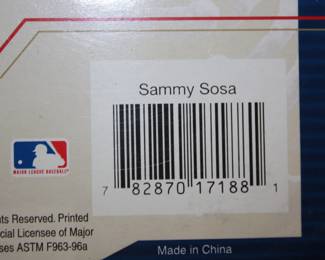 Sammy Sosa
7 82870 17188 1
MAJOR LEAGUE BASEBALL
ts Reserved. Printed
cial Licensee of Major
ses ASTM F963-96a
Made in China